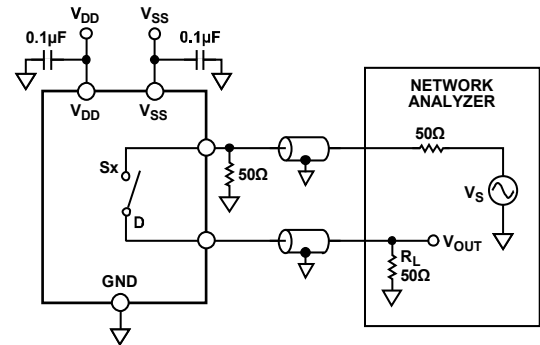 VDD
VSS
0.1µF
0.1µF
VDD
VSS
NETWORK
ANALYZER
50Ω
Sx
50Ω
VS
D
VOUT
RL
50Ω
GND